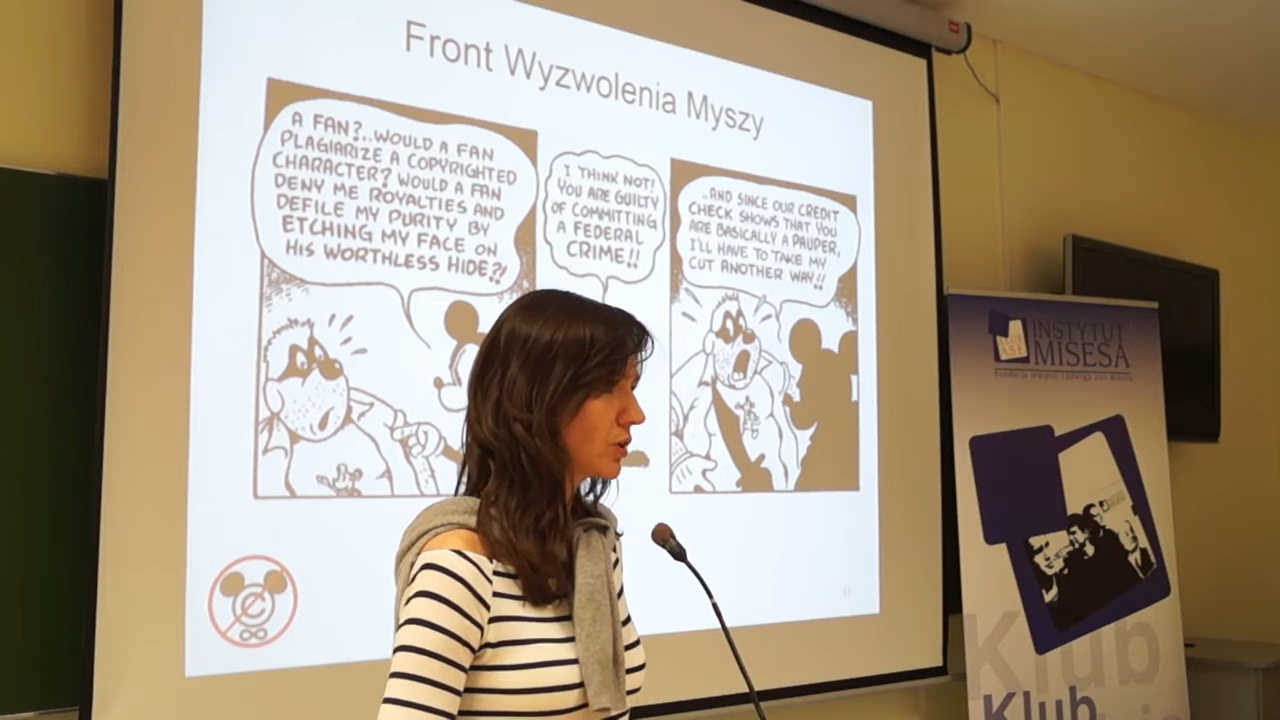 Front Wyzwolenia Myszy
A FAN?..WOULD A FAN
PLAGIARIZE A COPYRIGHTED
CHARACTER? WOULD A FAN
DENY ME ROYALTIES AND
DEFILE MY PURITY BY
ETCHING MY FACE ON
HIS WORTHLESS HIDE?!
I THINK NOT!
YOU ARE GUILTY
OF COMMITTING
A FEDERAL
CRIME!!
..AND SINCE OUR CREDIT
CHECK SHOWS THAT YOU
ARE BASICALLY A PAUPER,
I'LL HAVE TO TAKE MY
CUT ANOTHER WAY!!
C
INSTYTUT
MISESA
Klub
Klub